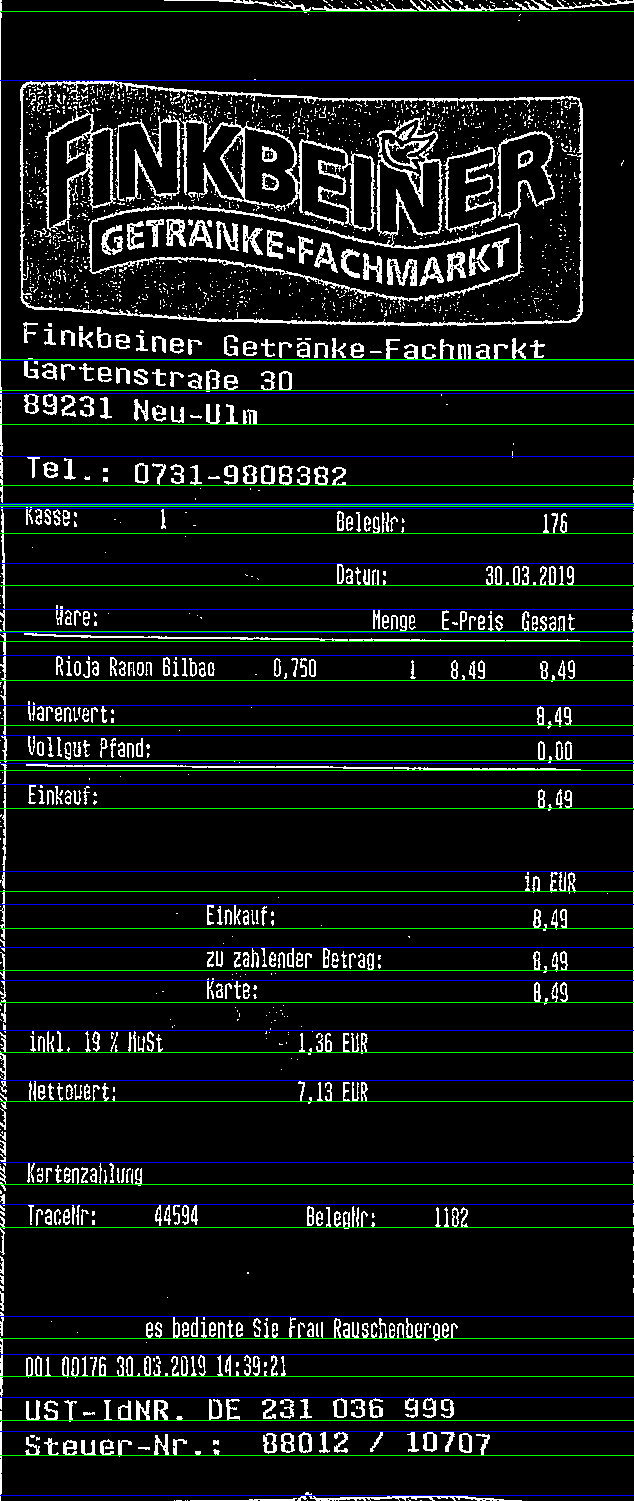 FINKBEINER
GETRÄNKE-FACHMARKT
Finkbeiner Getränke-Fachmarkt
Gartenstraße 30
89231 Neu-Ulm
Tel.: 0731-9808382
Kasse: 1 BelegNr: 176
Datum: 30.03.2019
Ware: Menge E-Preis Gesamt
Rioja Ramon Bilbao 0,750 1 8,49 8,49
Warenwert: 8,49
Vollgut Pfand: 0,00
Einkauf: 8,49
in EUR
Einkauf: 8,49
zu zahlender Betrag: 8,49
Karte: 8,49
inkl. 19 % MwSt 1,36 EUR
Nettowert: 7,13 EUR
Kartenzahlung
TraceNr: 44594 BelegNr: 1182
es bediente Sie Frau Rauschenberger
001 00176 30.03.2019 14:39:21
UST-IdNR. DE 231 036 999
Steuer-Nr.: 88012 / 10707